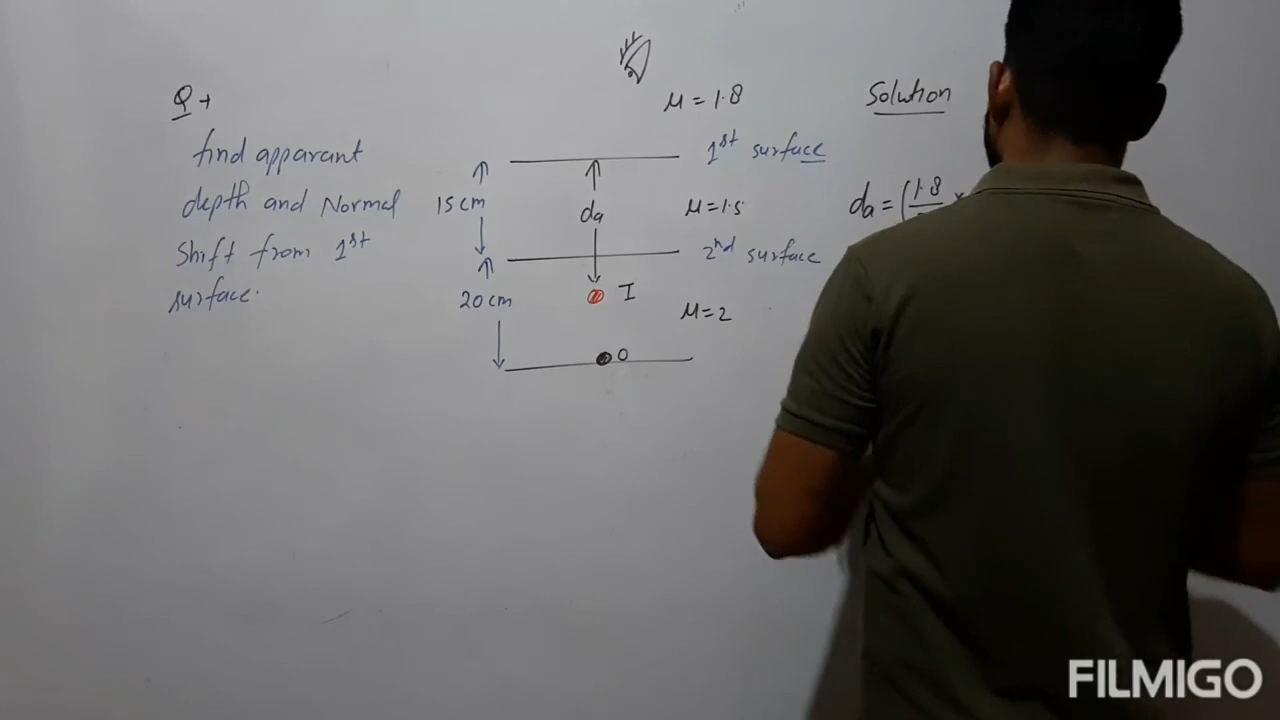 Q →
find apparant
depth and Normal
shift from 1st
surface.
μ = 1.8
1st surface
15 cm
da
μ = 1.5
2nd surface
20 cm
I
μ = 2
O
Solution
da = (1.8 ×
FILMIGO